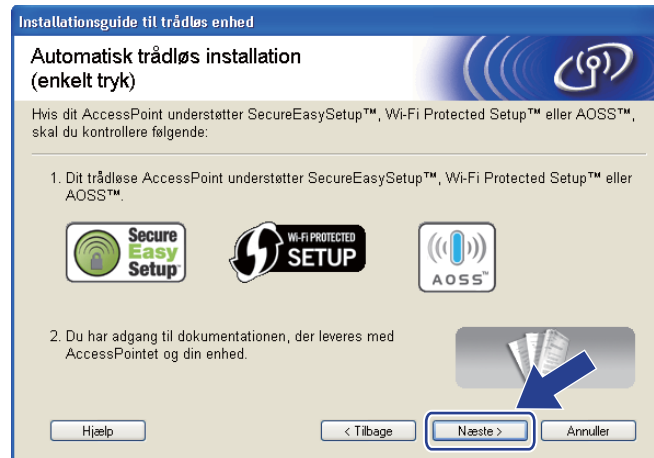 Installationsguide til trådløs enhed
Automatisk trådløs installation
(enkelt tryk)
Hvis dit AccessPoint understøtter SecureEasySetup™, Wi-Fi Protected Setup™ eller AOSS™,
skal du kontrollere følgende:
1. Dit trådløse AccessPoint understøtter SecureEasySetup™, Wi-Fi Protected Setup™ eller
AOSS™.
Secure
Easy
Setup™
Wi-Fi PROTECTED
SETUP
AOSS™
2. Du har adgang til dokumentationen, der leveres med
AccessPointet og din enhed.
Hjælp
< Tilbage
Næste >
Annuller